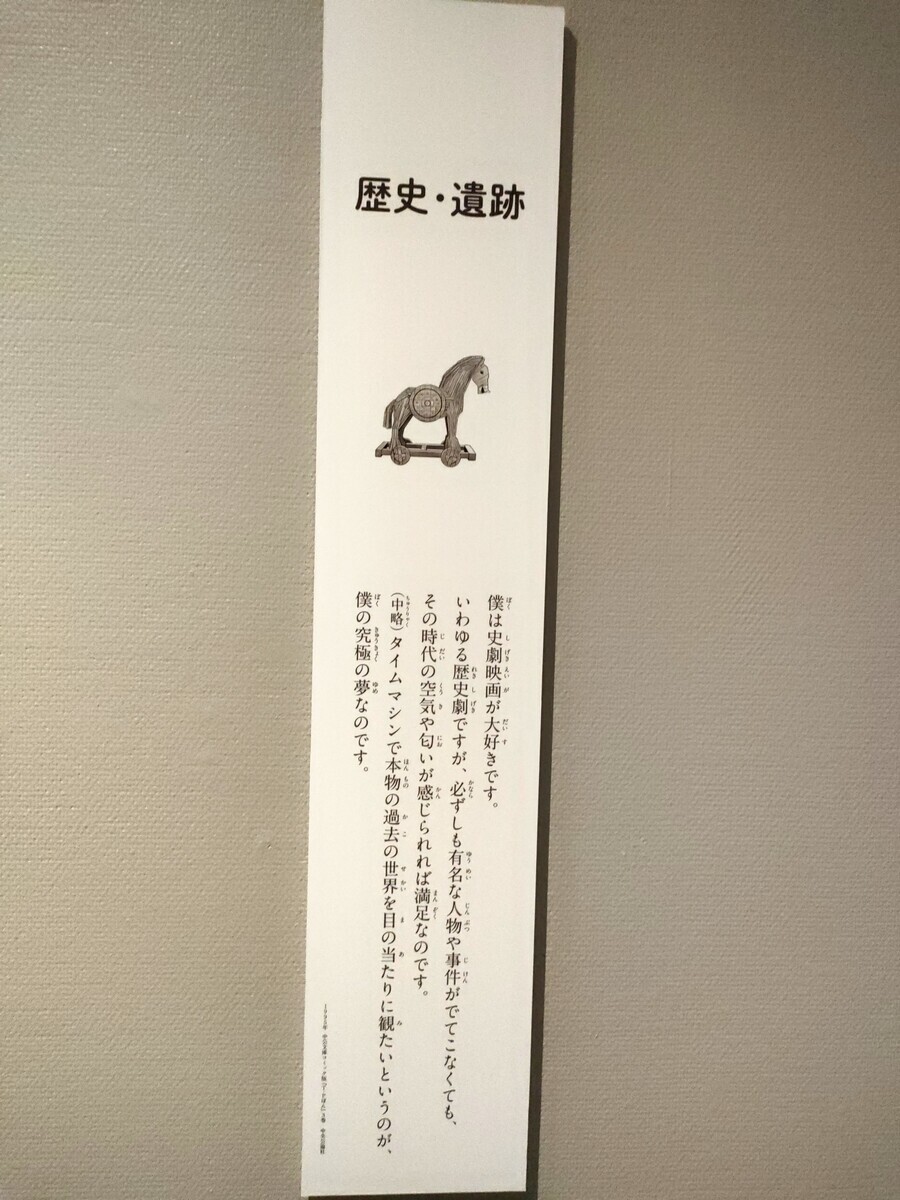 歴史・遺跡
僕は史劇映画が大好きです。
いわゆる歴史劇ですが、必ずしも有名な人物や事件がでてこなくても、
その時代の空気や匂いが感じられれば満足なのです。
(中略)タイムマシンで本物の過去の世界を目の当たりに観たいというのが、
僕の究極の夢なのです。